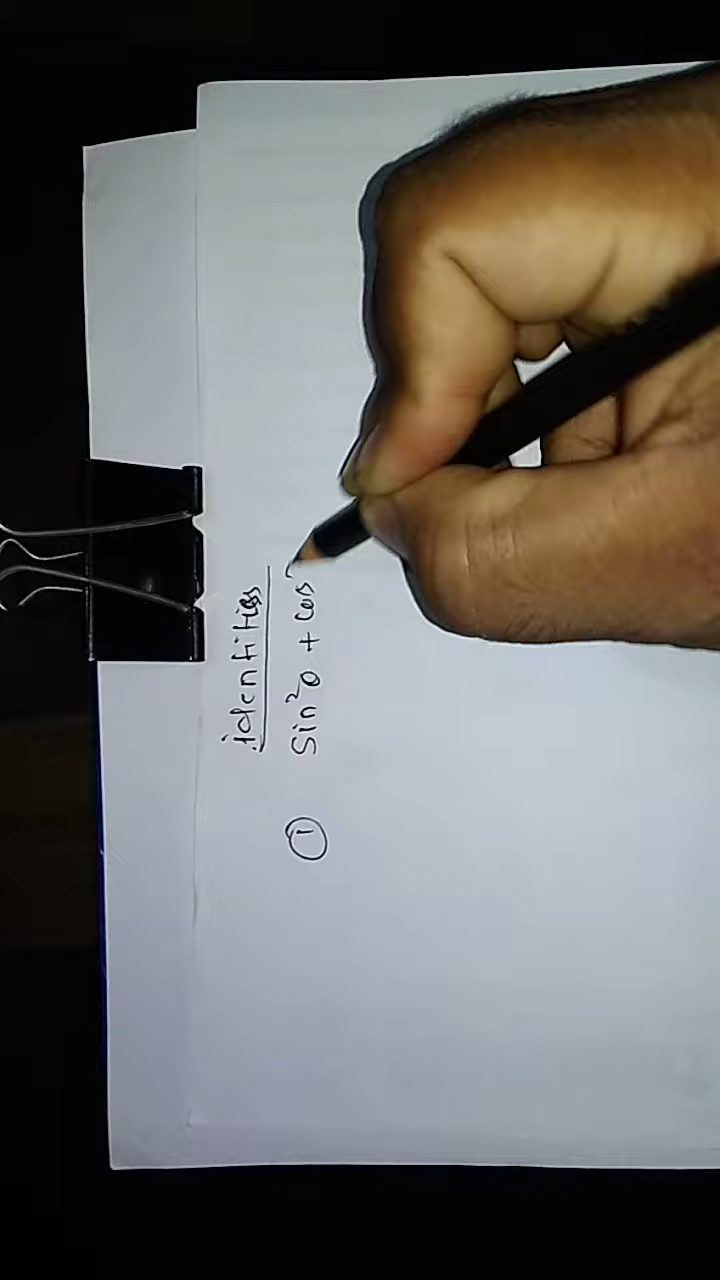 identities
① Sin²θ + cos